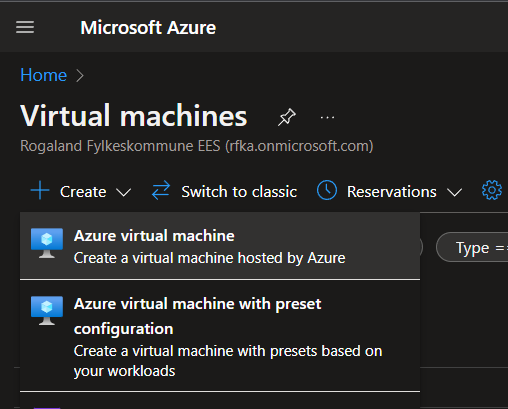 Microsoft Azure
Home
Virtual machines
Rogaland Fylkeskommune EES (rfka.onmicrosoft.com)
Create Switch to classic Reservations
Azure virtual machine
Create a virtual machine hosted by Azure
Type ==
Azure virtual machine with preset
configuration
Create a virtual machine with presets based on
your workloads